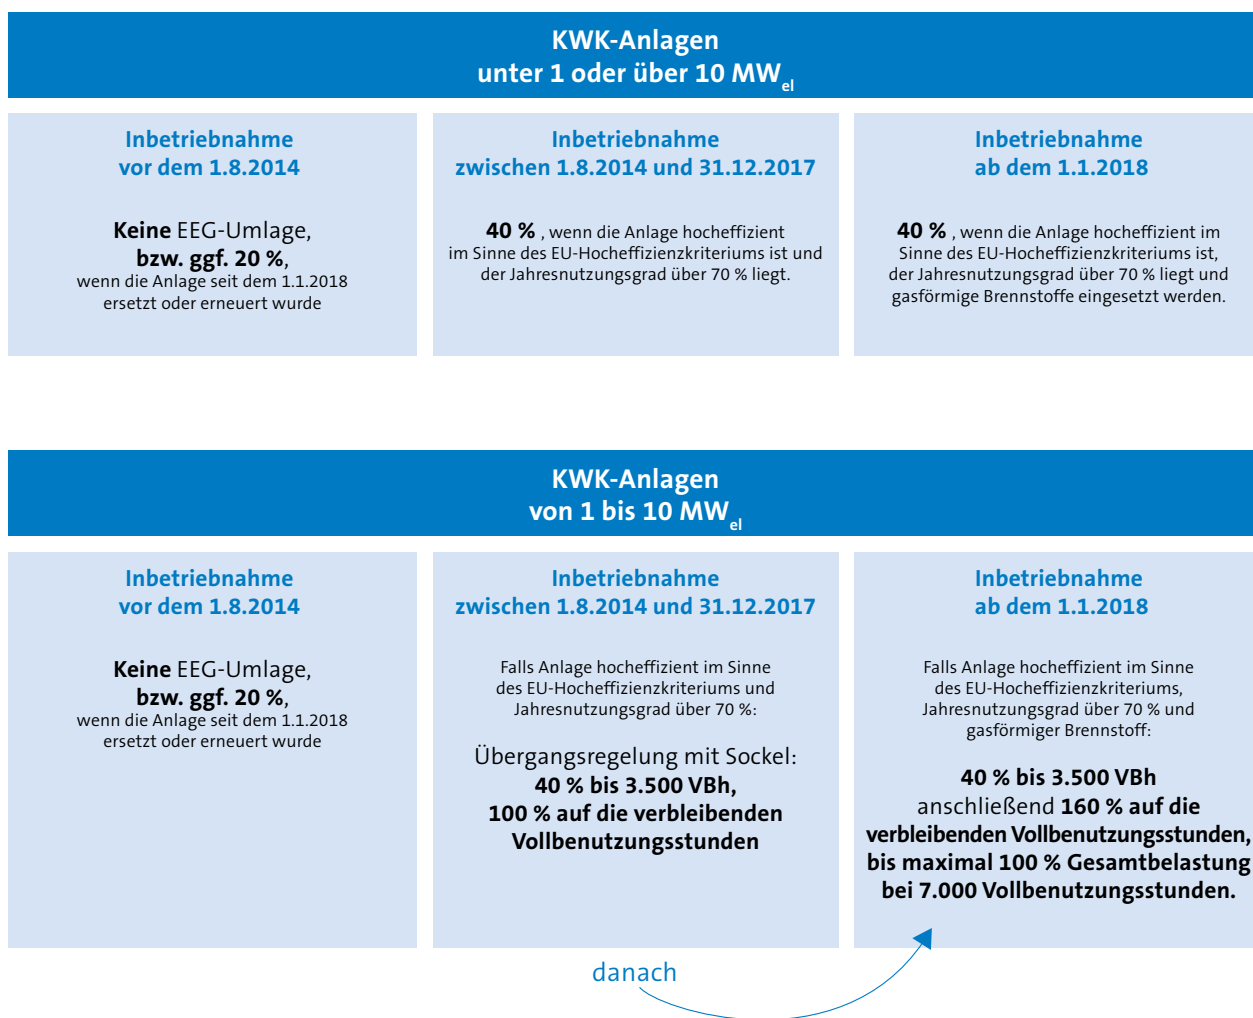 KWK-Anlagen
unter 1 oder über 10 MWel
Inbetriebnahme
vor dem 1.8.2014
Keine EEG-Umlage,
bzw. ggf. 20 %,
wenn die Anlage seit dem 1.1.2018
ersetzt oder erneuert wurde
Inbetriebnahme
zwischen 1.8.2014 und 31.12.2017
40 % , wenn die Anlage hocheffizient
im Sinne des EU-Hocheffizienzkriteriums ist und
der Jahresnutzungsgrad über 70 % liegt.
Inbetriebnahme
ab dem 1.1.2018
40 % , wenn die Anlage hocheffizient im
Sinne des EU-Hocheffizienzkriteriums ist,
der Jahresnutzungsgrad über 70 % liegt und
gasförmige Brennstoffe eingesetzt werden.
KWK-Anlagen
von 1 bis 10 MWel
Inbetriebnahme
vor dem 1.8.2014
Keine EEG-Umlage,
bzw. ggf. 20 %,
wenn die Anlage seit dem 1.1.2018
ersetzt oder erneuert wurde
Inbetriebnahme
zwischen 1.8.2014 und 31.12.2017
Falls Anlage hocheffizient im Sinne
des EU-Hocheffizienzkriteriums und
Jahresnutzungsgrad über 70 %:
Übergangsregelung mit Sockel:
40 % bis 3.500 VBh,
100 % auf die verbleibenden
Vollbenutzungsstunden
Inbetriebnahme
ab dem 1.1.2018
Falls Anlage hocheffizient im Sinne
des EU-Hocheffizienzkriteriums,
Jahresnutzungsgrad über 70 % und
gasförmiger Brennstoff:
40 % bis 3.500 VBh
anschließend 160 % auf die
verbleibenden Vollbenutzungsstunden,
bis maximal 100 % Gesamtbelastung
bei 7.000 Vollbenutzungsstunden.
danach